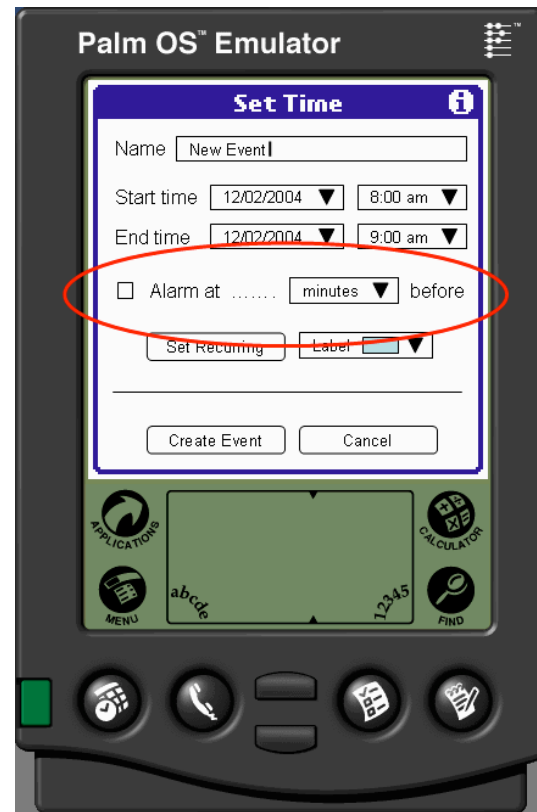 Palm OS™ Emulator ™
Set Time i
Name New Event
Start time 12/02/2004 8:00 am
End time 12/02/2004 9:00 am
Alarm at ....... minutes before
Set Recurring Label
Create Event Cancel
APPLICATIONS CALCULATOR
MENU abcde 12345 FIND